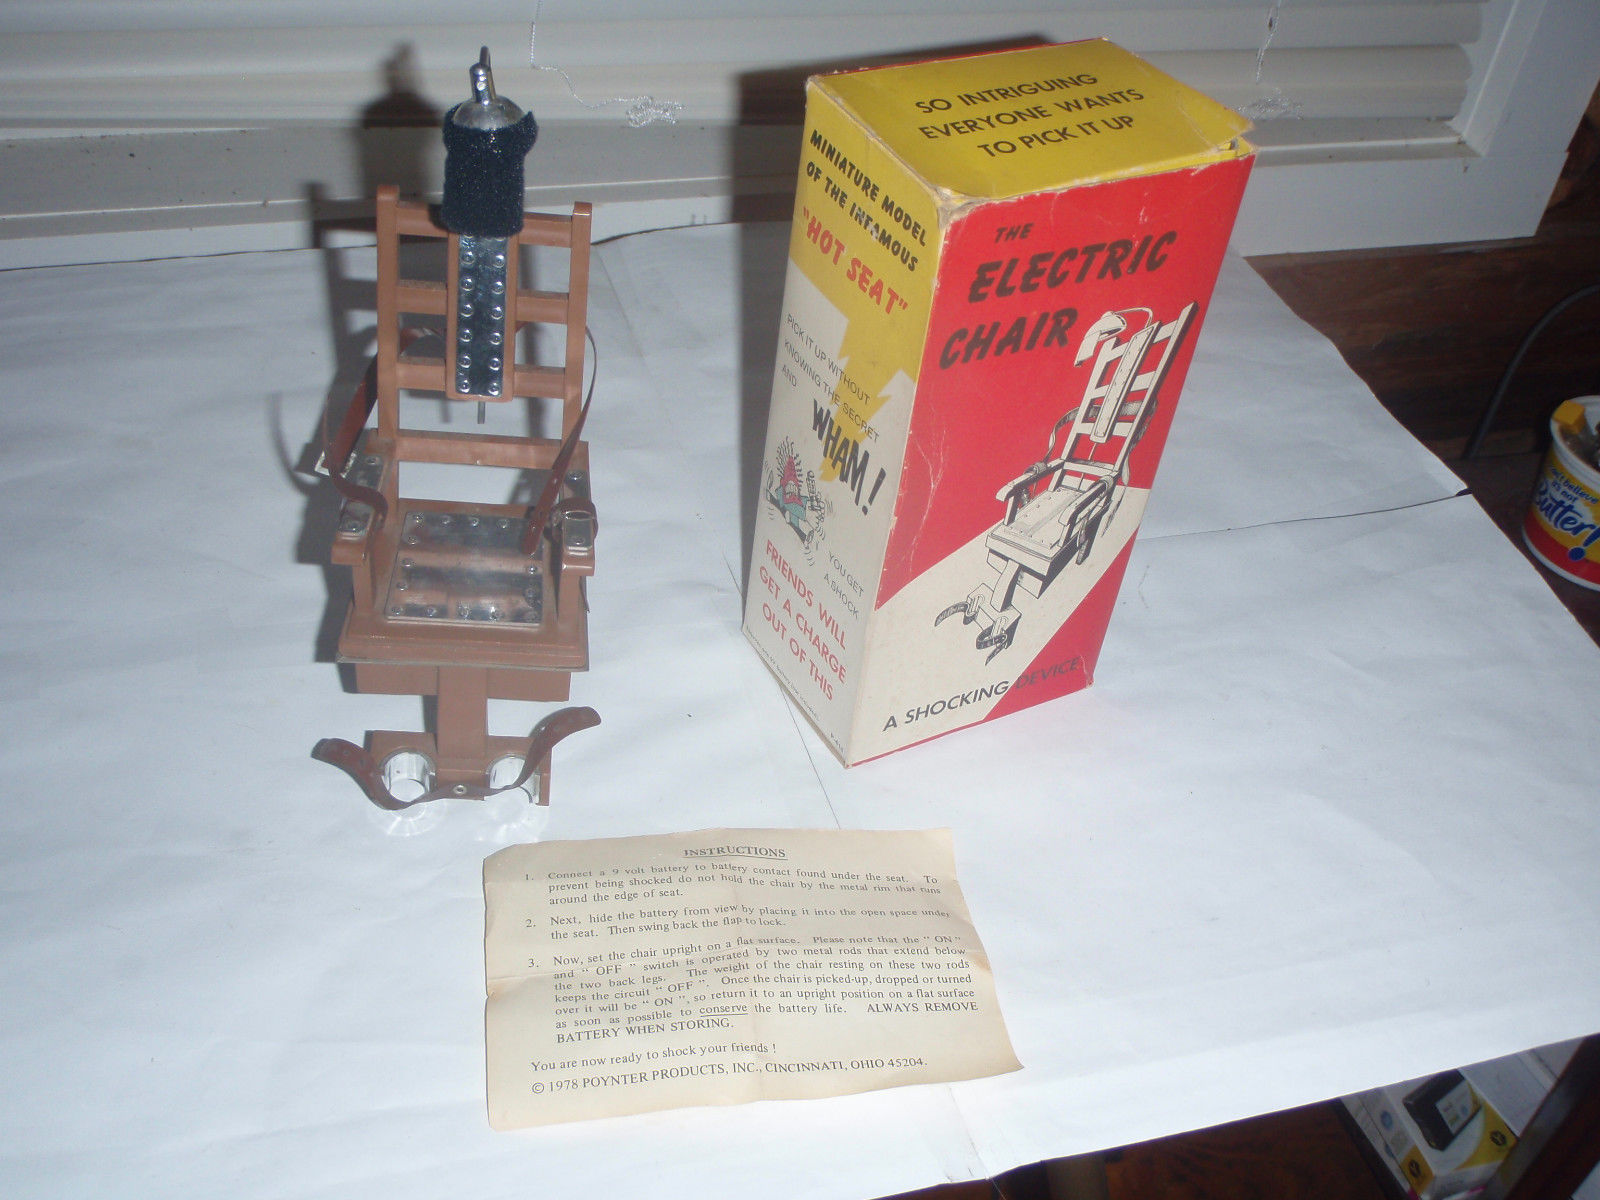 SO INTRIGUING
EVERYONE WANTS
TO PICK IT UP
MINIATURE MODEL
OF THE INFAMOUS
"HOT SEAT"
PICK IT UP WITHOUT
KNOWING THE SECRET
AND
WHAM!
YOU GET
A SHOCK
FRIENDS WILL
GET A CHARGE
OUT OF THIS
THE
ELECTRIC
CHAIR
A SHOCKING DEVICE
believe
it's not
Butter!
INSTRUCTIONS
1. Connect a 9 volt battery to battery contact found under the seat. To
prevent being shocked do not hold the chair by the metal rim that runs
around the edge of seat.
2. Next, hide the battery from view by placing it into the open space under
the seat. Then swing back the flap to lock.
3. Now, set the chair upright on a flat surface. Please note that the "ON"
and "OFF" switch is operated by two metal rods that extend below
the two back legs. The weight of the chair resting on these two rods
keeps the circuit "OFF". Once the chair is picked-up, dropped or turned
over it will be "ON", so return it to an upright position on a flat surface
as soon as possible to conserve the battery life. ALWAYS REMOVE
BATTERY WHEN STORING.
You are now ready to shock your friends !
© 1978 POYNTER PRODUCTS, INC., CINCINNATI, OHIO 45204.